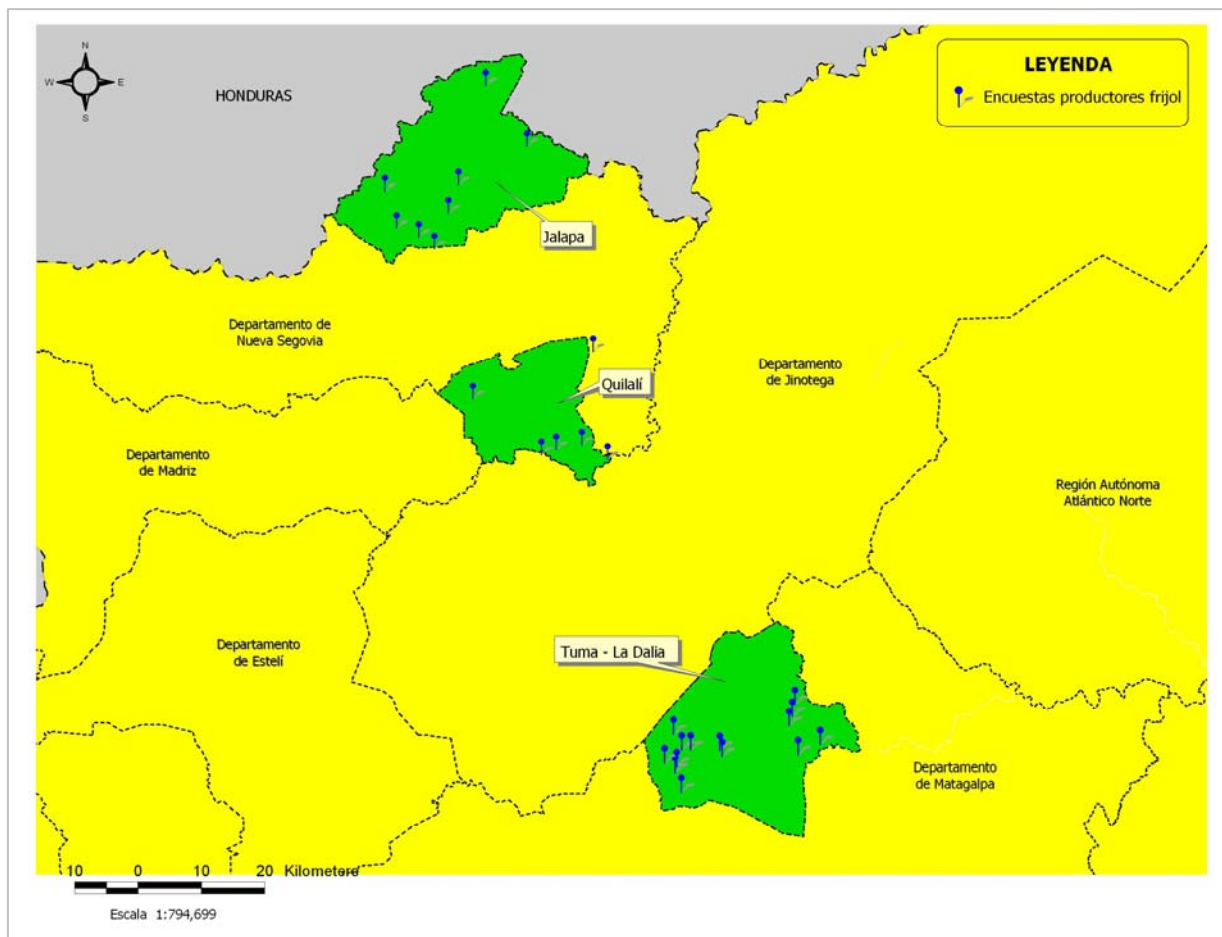 N
W E
S
HONDURAS
LEYENDA
Encuestas productores frijol
Jalapa
Departamento de
Nueva Segovia
Quilalí
Departamento
de Jinotega
Departamento
de Madriz
Región Autónoma
Atlántico Norte
Departamento
de Estelí
Tuma - La Dalia
Departamento
de Matagalpa
10 0 10 20 Kilometers
Escala 1:794,699